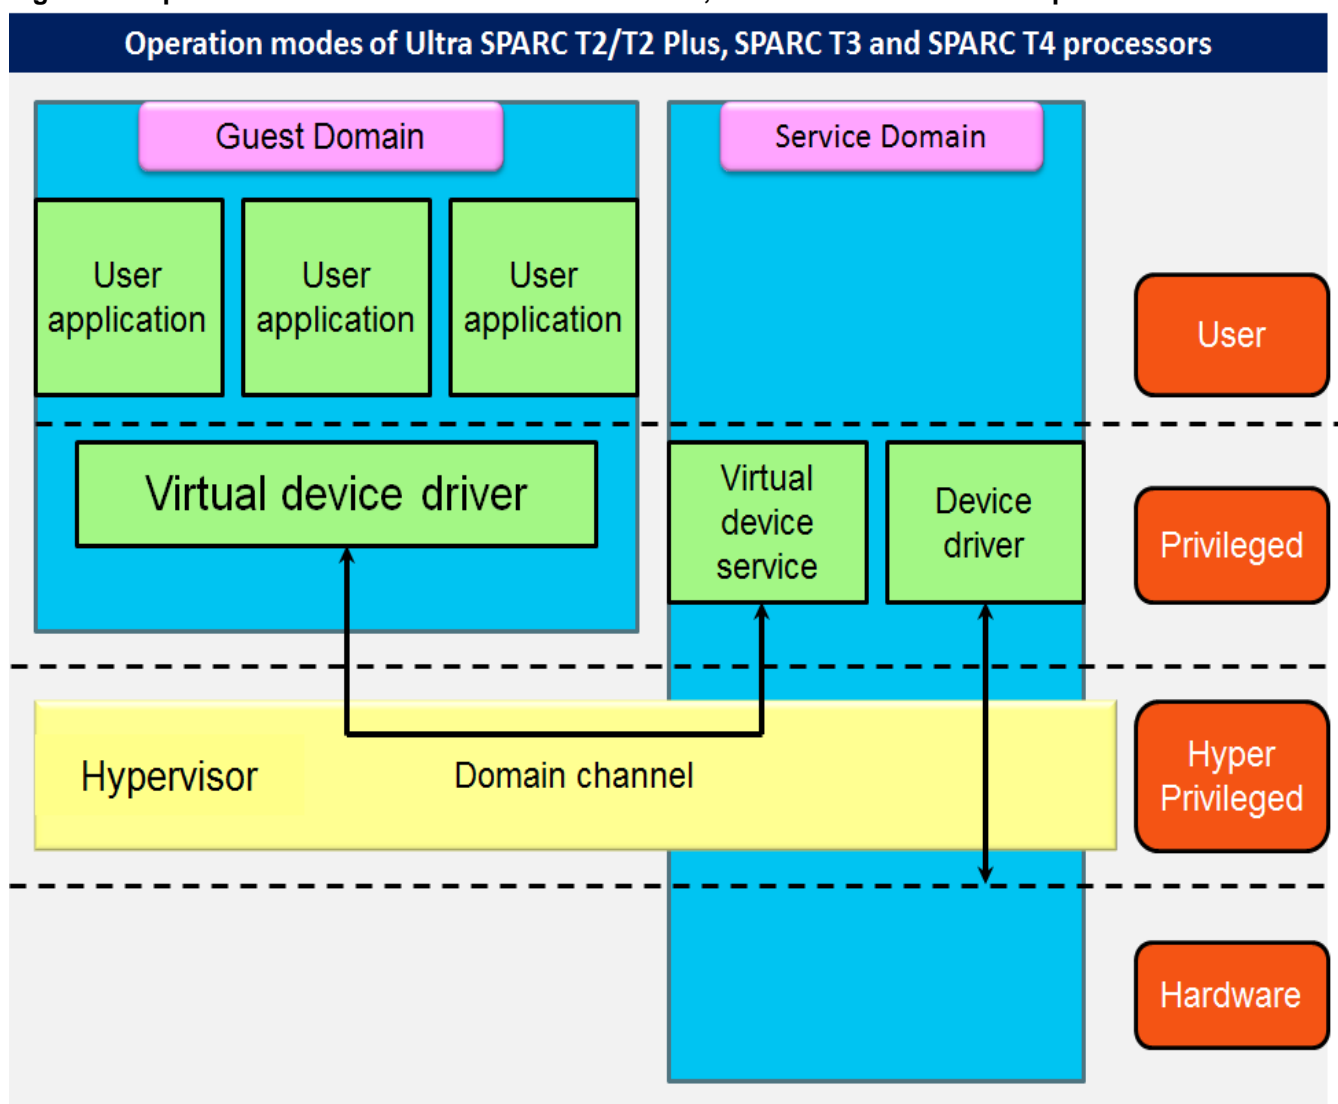 Operation modes of Ultra SPARC T2/T2 Plus, SPARC T3 and SPARC T4 processors
Guest Domain
Service Domain
User
application
User
application
User
application
User
Virtual device driver
Virtual
device
service
Device
driver
Privileged
Hypervisor
Domain channel
Hyper
Privileged
Hardware